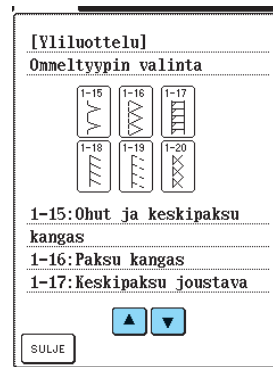 [Yliluottelu]
Ommeltyypin valinta
1-15 1-16 1-17
1-18 1-19 1-20
1-15:Ohut ja keskipaksu
kangas
1-16:Paksu kangas
1-17:Keskipaksu joustava
SULJE